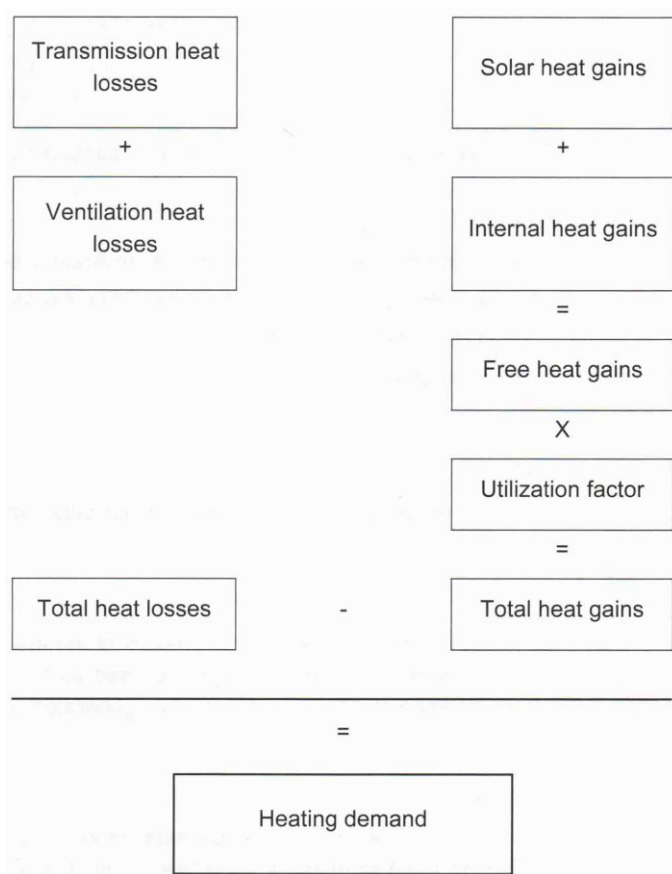 Transmission heat
losses
+
Ventilation heat
losses
Solar heat gains
+
Internal heat gains
=
Free heat gains
X
Utilization factor
=
Total heat losses
-
Total heat gains
=
Heating demand